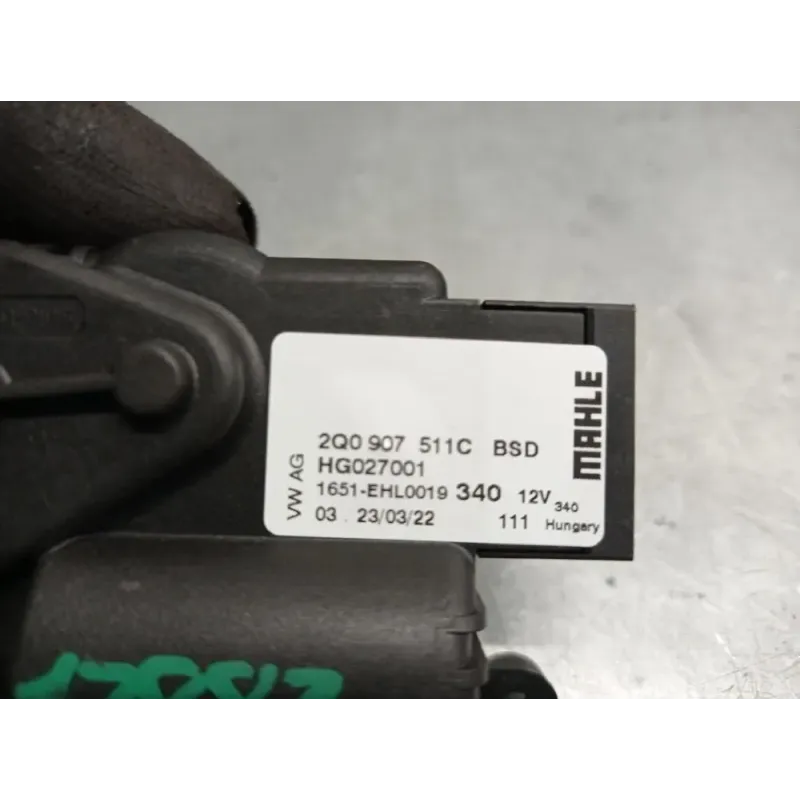 2Q0 907 511C BSD
HG027001
1651-EHL0019 340 12V 340
03. 23/03/22 111 Hungary
VW AG
MAHLE